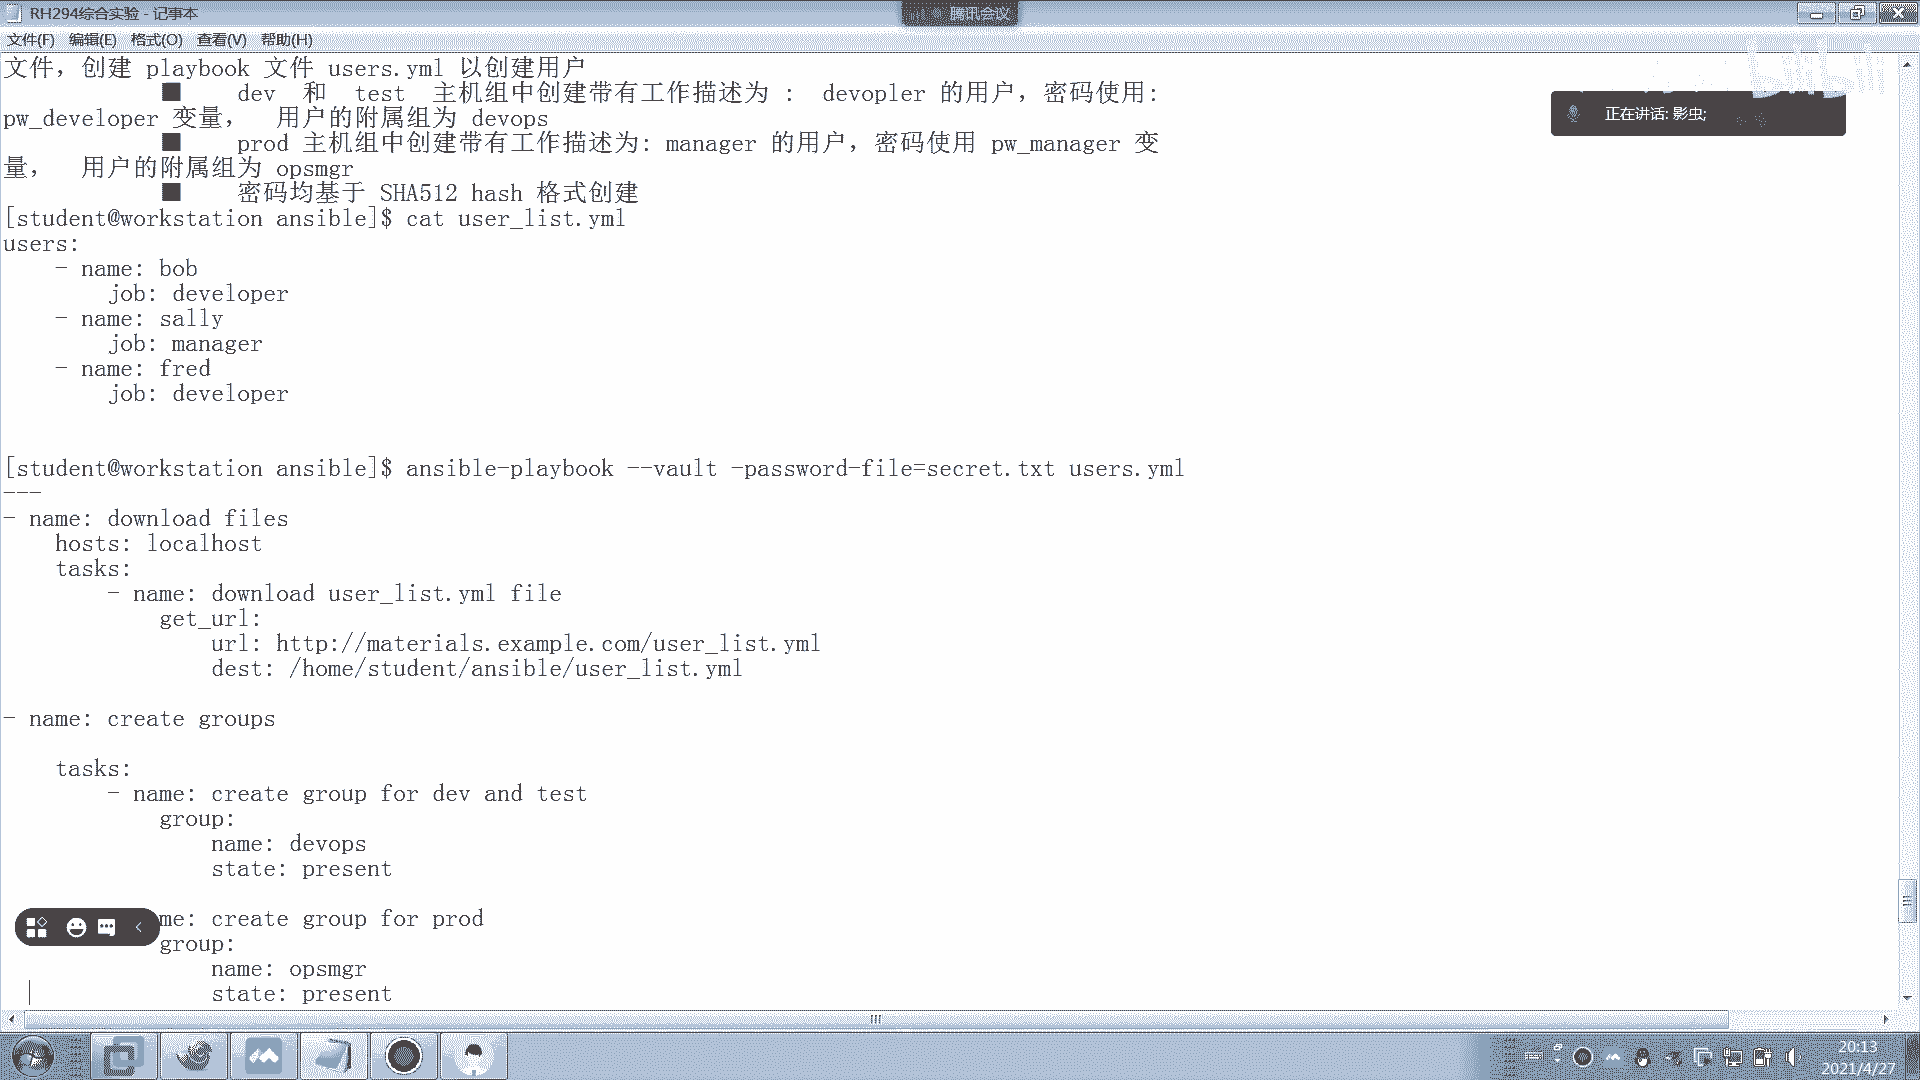 RH294综合实验 - 记事本
腾讯会议
文件(F) 编辑(E) 格式(O) 查看(V) 帮助(H)
bilibili
正在讲话: 影虫;
文件，创建 playbook 文件 users.yml 以创建用户
■ dev 和 test 主机组中创建带有工作描述为 : devopler 的用户，密码使用:
pw_developer 变量， 用户的附属组为 devops
■ prod 主机组中创建带有工作描述为: manager 的用户，密码使用 pw_manager 变
量， 用户的附属组为 opsmgr
■ 密码均基于 SHA512 hash 格式创建
[student@workstation ansible]$ cat user_list.yml
users:
- name: bob
job: developer
- name: sally
job: manager
- name: fred
job: developer
[student@workstation ansible]$ ansible-playbook --vault -password-file=secret.txt users.yml
---
- name: download files
hosts: localhost
tasks:
- name: download user_list.yml file
get_url:
url: http://materials.example.com/user_list.yml
dest: /home/student/ansible/user_list.yml
- name: create groups
tasks:
- name: create group for dev and test
group:
name: devops
state: present
me: create group for prod
group:
name: opsmgr
state: present
20:13
2021/4/27